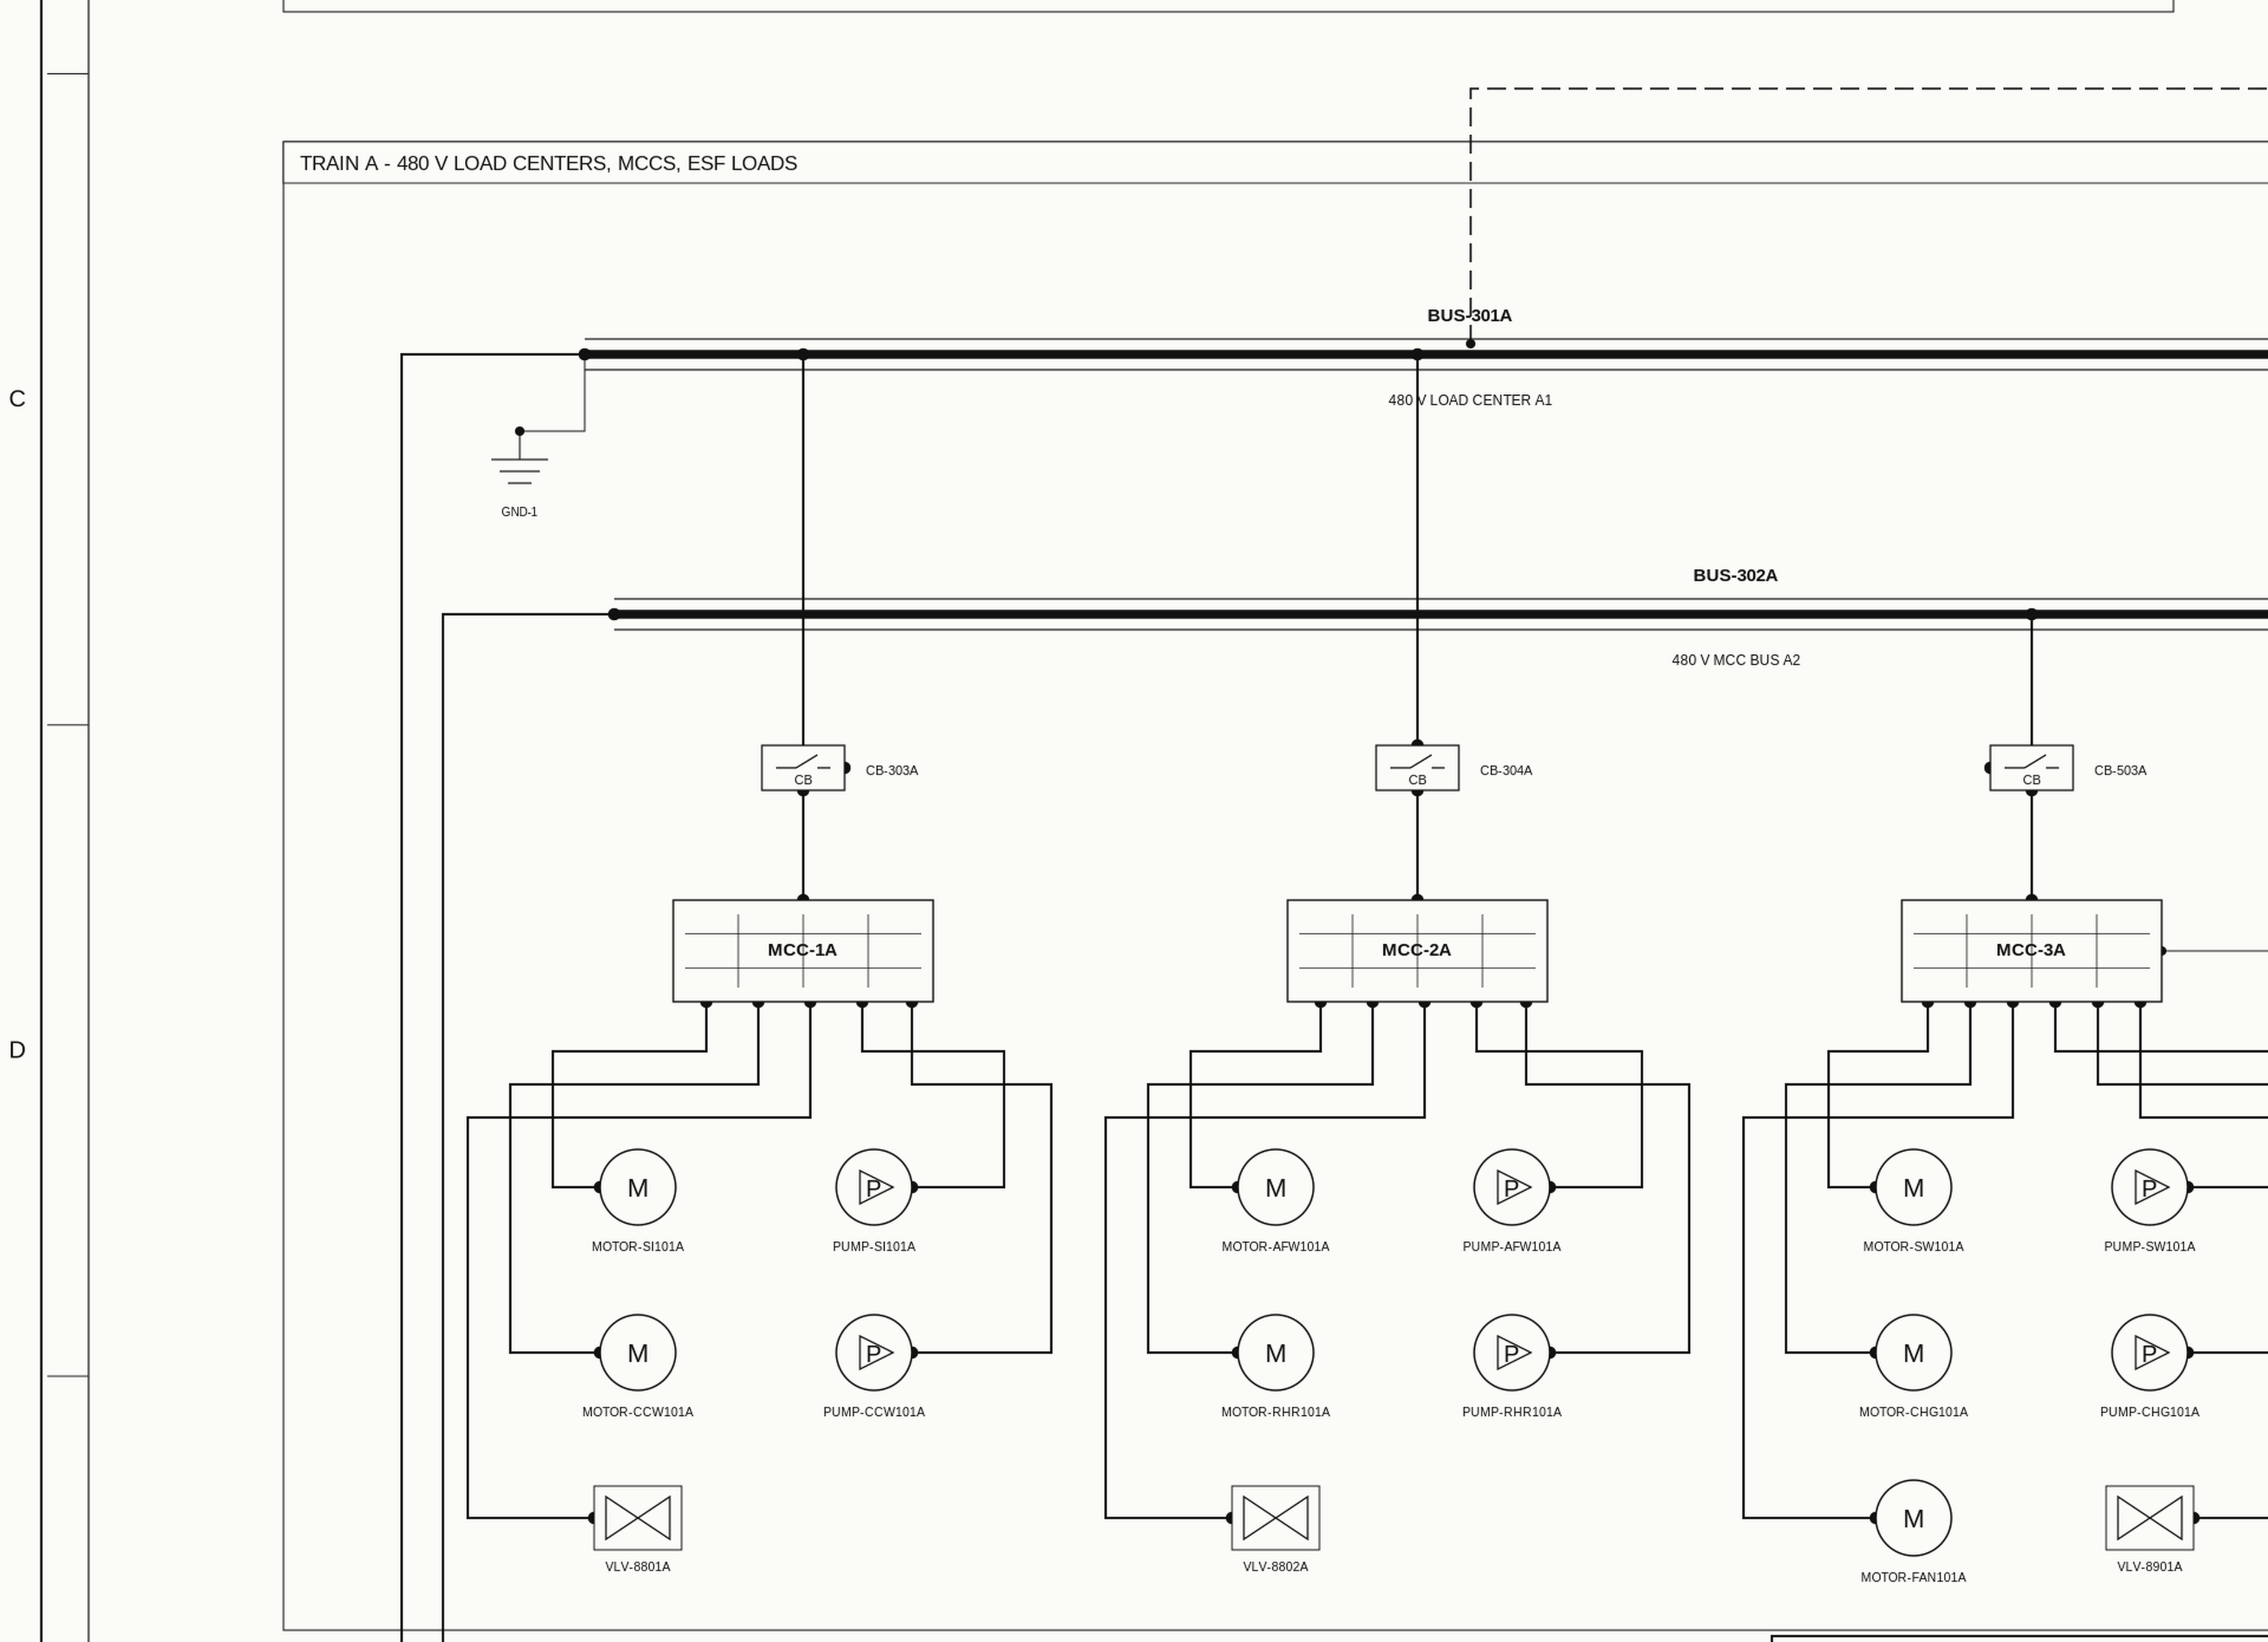 TRAIN A - 480 V LOAD CENTERS, MCCS, ESF LOADS
BUS-301A
C
480 V LOAD CENTER A1
GND-1
BUS-302A
480 V MCC BUS A2
CB
CB-303A
CB
CB-304A
CB
CB-503A
MCC-1A
MCC-2A
MCC-3A
D
M
P
M
P
M
P
MOTOR-SI101A
PUMP-SI101A
MOTOR-AFW101A
PUMP-AFW101A
MOTOR-SW101A
PUMP-SW101A
M
P
M
P
M
P
MOTOR-CCW101A
PUMP-CCW101A
MOTOR-RHR101A
PUMP-RHR101A
MOTOR-CHG101A
PUMP-CHG101A
M
VLV-8801A
VLV-8802A
MOTOR-FAN101A
VLV-8901A